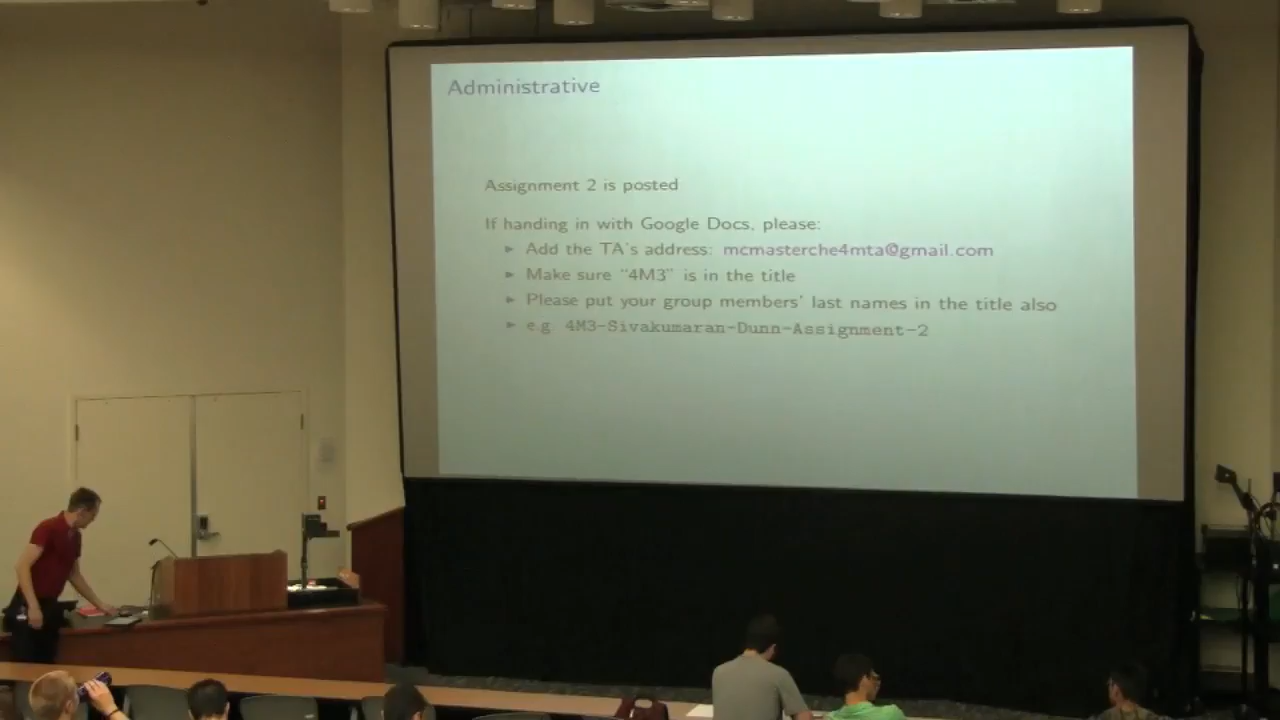 Administrative
Assignment 2 is posted
If handing in with Google Docs, please:
Add the TA's address: mcmasterche4mta@gmail.com
Make sure "4M3" is in the title
Please put your group members' last names in the title also
e.g 4M3-Sivakumaran-Dunn-Assignment-2